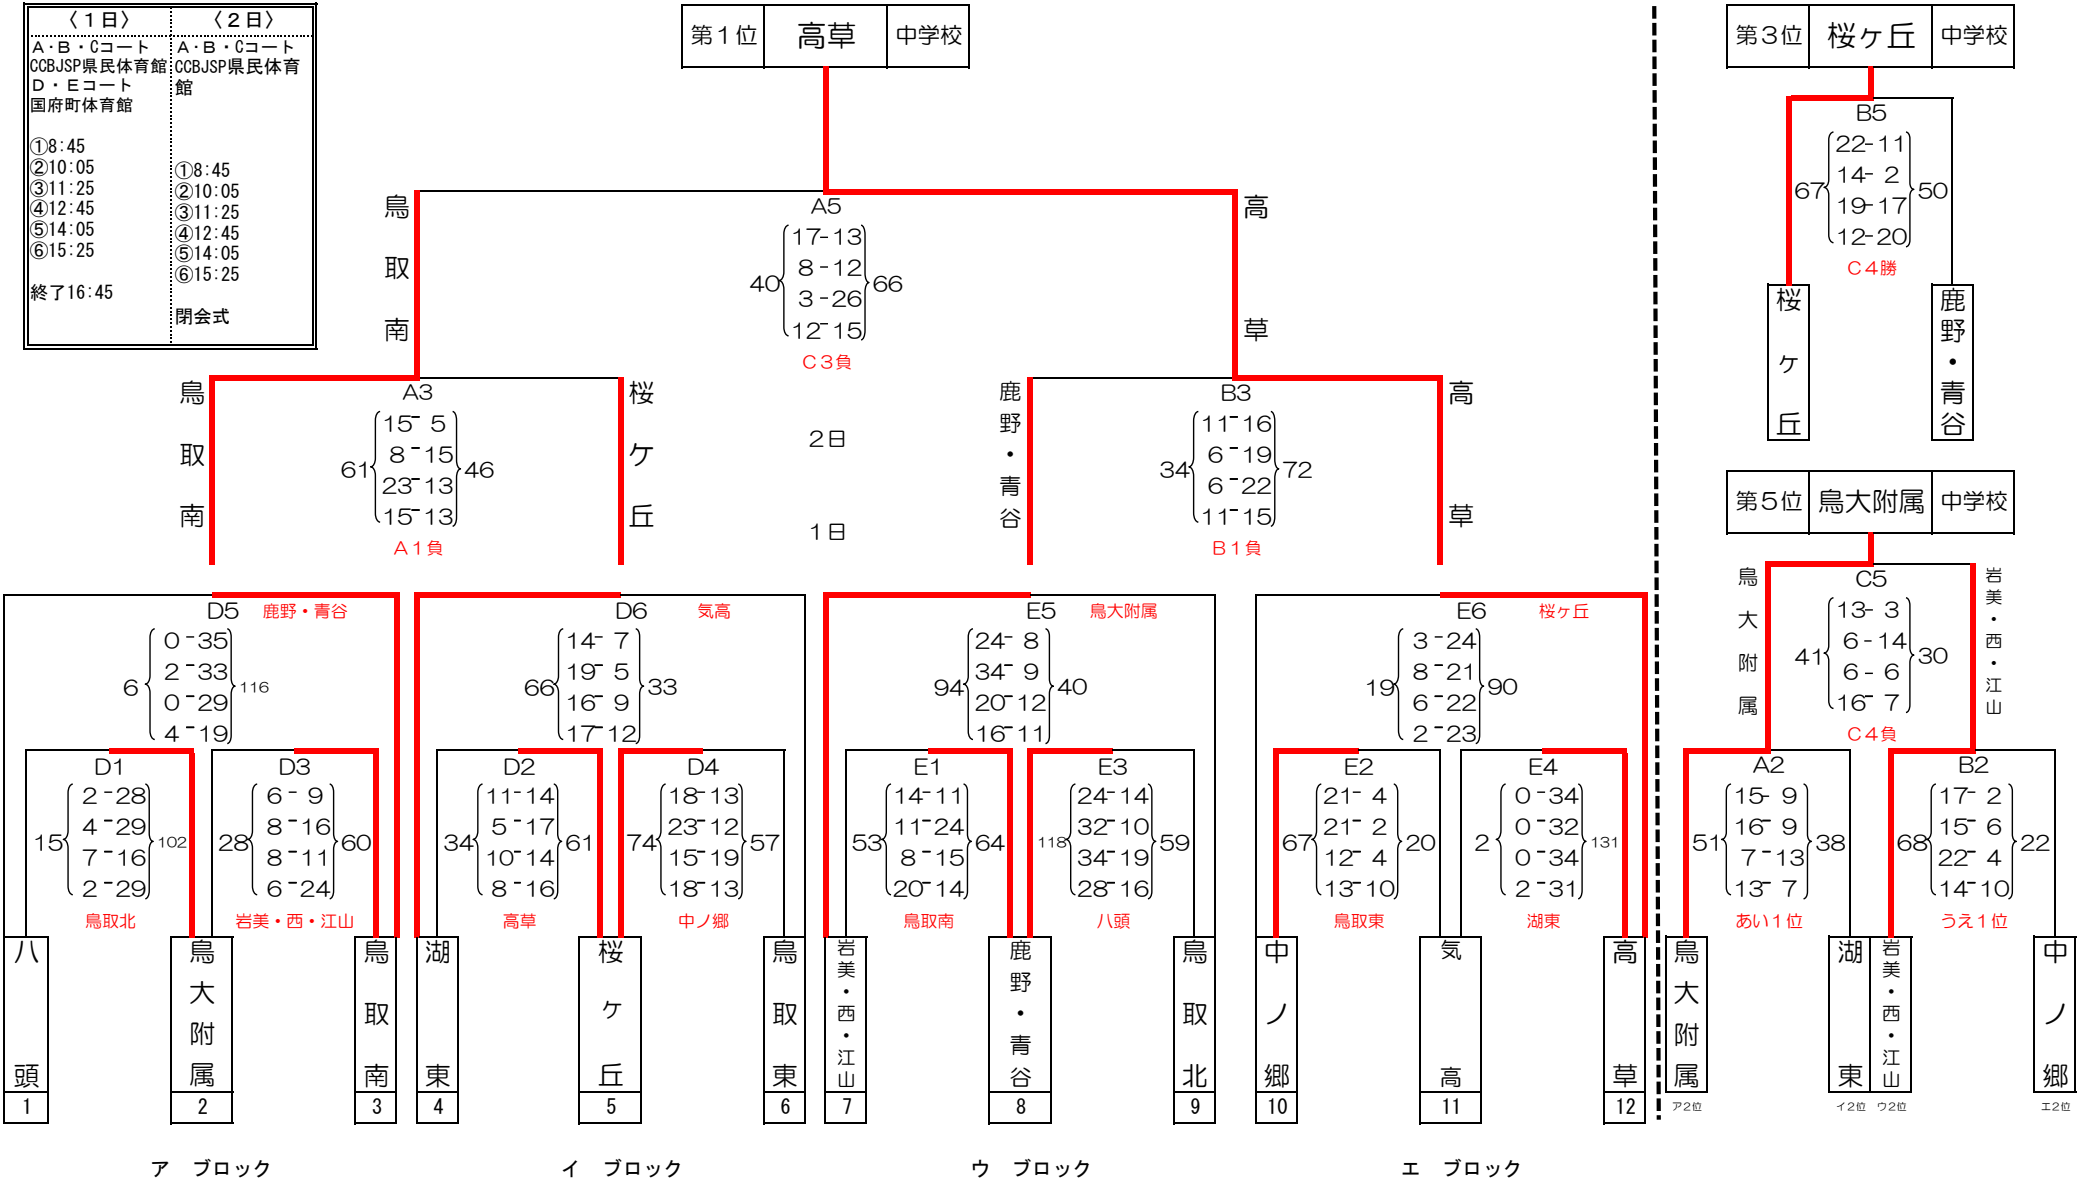 〈１日〉
Ａ・Ｂ・Cコート
CCBJSP県民体育館
Ｄ・Ｅコート
国府町体育館
①8:45
②10:05
③11:25
④12:45
⑤14:05
⑥15:25
終了16:45
〈２日〉
Ａ・Ｂ・Cコート
CCBJSP県民体育
館
①8:45
②10:05
③11:25
④12:45
⑤14:05
⑥15:25
閉会式
第１位 高草 中学校
鳥取南
高草
A5
17-13
8-12
40 3-26 66
12-15
C３負
鳥取南
桜ケ丘
A3
15-5
8-15
61 23-13 46
15-13
A１負
2日
1日
鹿野・青谷
高草
B3
11-16
6-19
34 6-22 72
11-15
B１負
D5 鹿野・青谷
0-35
2-33
6 0-29 116
4-19
D6 気高
14-7
19-5
66 16-9 33
17-12
E5 鳥大附属
24-8
34-9
94 20-12 40
16-11
E6 桜ヶ丘
3-24
8-21
19 6-22 90
2-23
D1
2-28
4-29
15 7-16 102
2-29
鳥取北
D3
6-9
8-16
28 8-11 60
6-24
岩美・西・江山
D2
11-14
5-17
34 10-14 61
8-16
高草
D4
18-13
23-12
74 15-19 57
18-13
中ノ郷
E1
14-11
11-24
53 8-15 64
20-14
鳥取南
E3
24-14
32-10
118 34-19 59
28-16
八頭
E2
21-4
21-2
67 12-4 20
13-10
鳥取東
E4
0-34
0-32
2 0-34 131
2-31
湖東
八頭
1
鳥大附属
2
鳥取南
3
湖東
4
桜ケ丘
5
鳥取東
6
岩美・西・江山
7
鹿野・青谷
8
鳥取北
9
中ノ郷
10
気高
11
高草
12
ア　ブロック
イ　ブロック
ウ　ブロック
エ　ブロック
第３位 桜ヶ丘 中学校
B5
22-11
14-2
67 19-17 50
12-20
C４勝
桜ケ丘
鹿野・青谷
第５位 鳥大附属 中学校
鳥大附属
岩美・西・江山
C5
13-3
6-14
41 6-6 30
16-7
C４負
A2
15-9
16-9
51 7-13 38
13-7
あい１位
B2
17-2
15-6
68 22-4 22
14-10
うえ１位
鳥大附属
ア2位
湖東
イ2位
岩美・西・江山
ウ2位
中ノ郷
エ2位